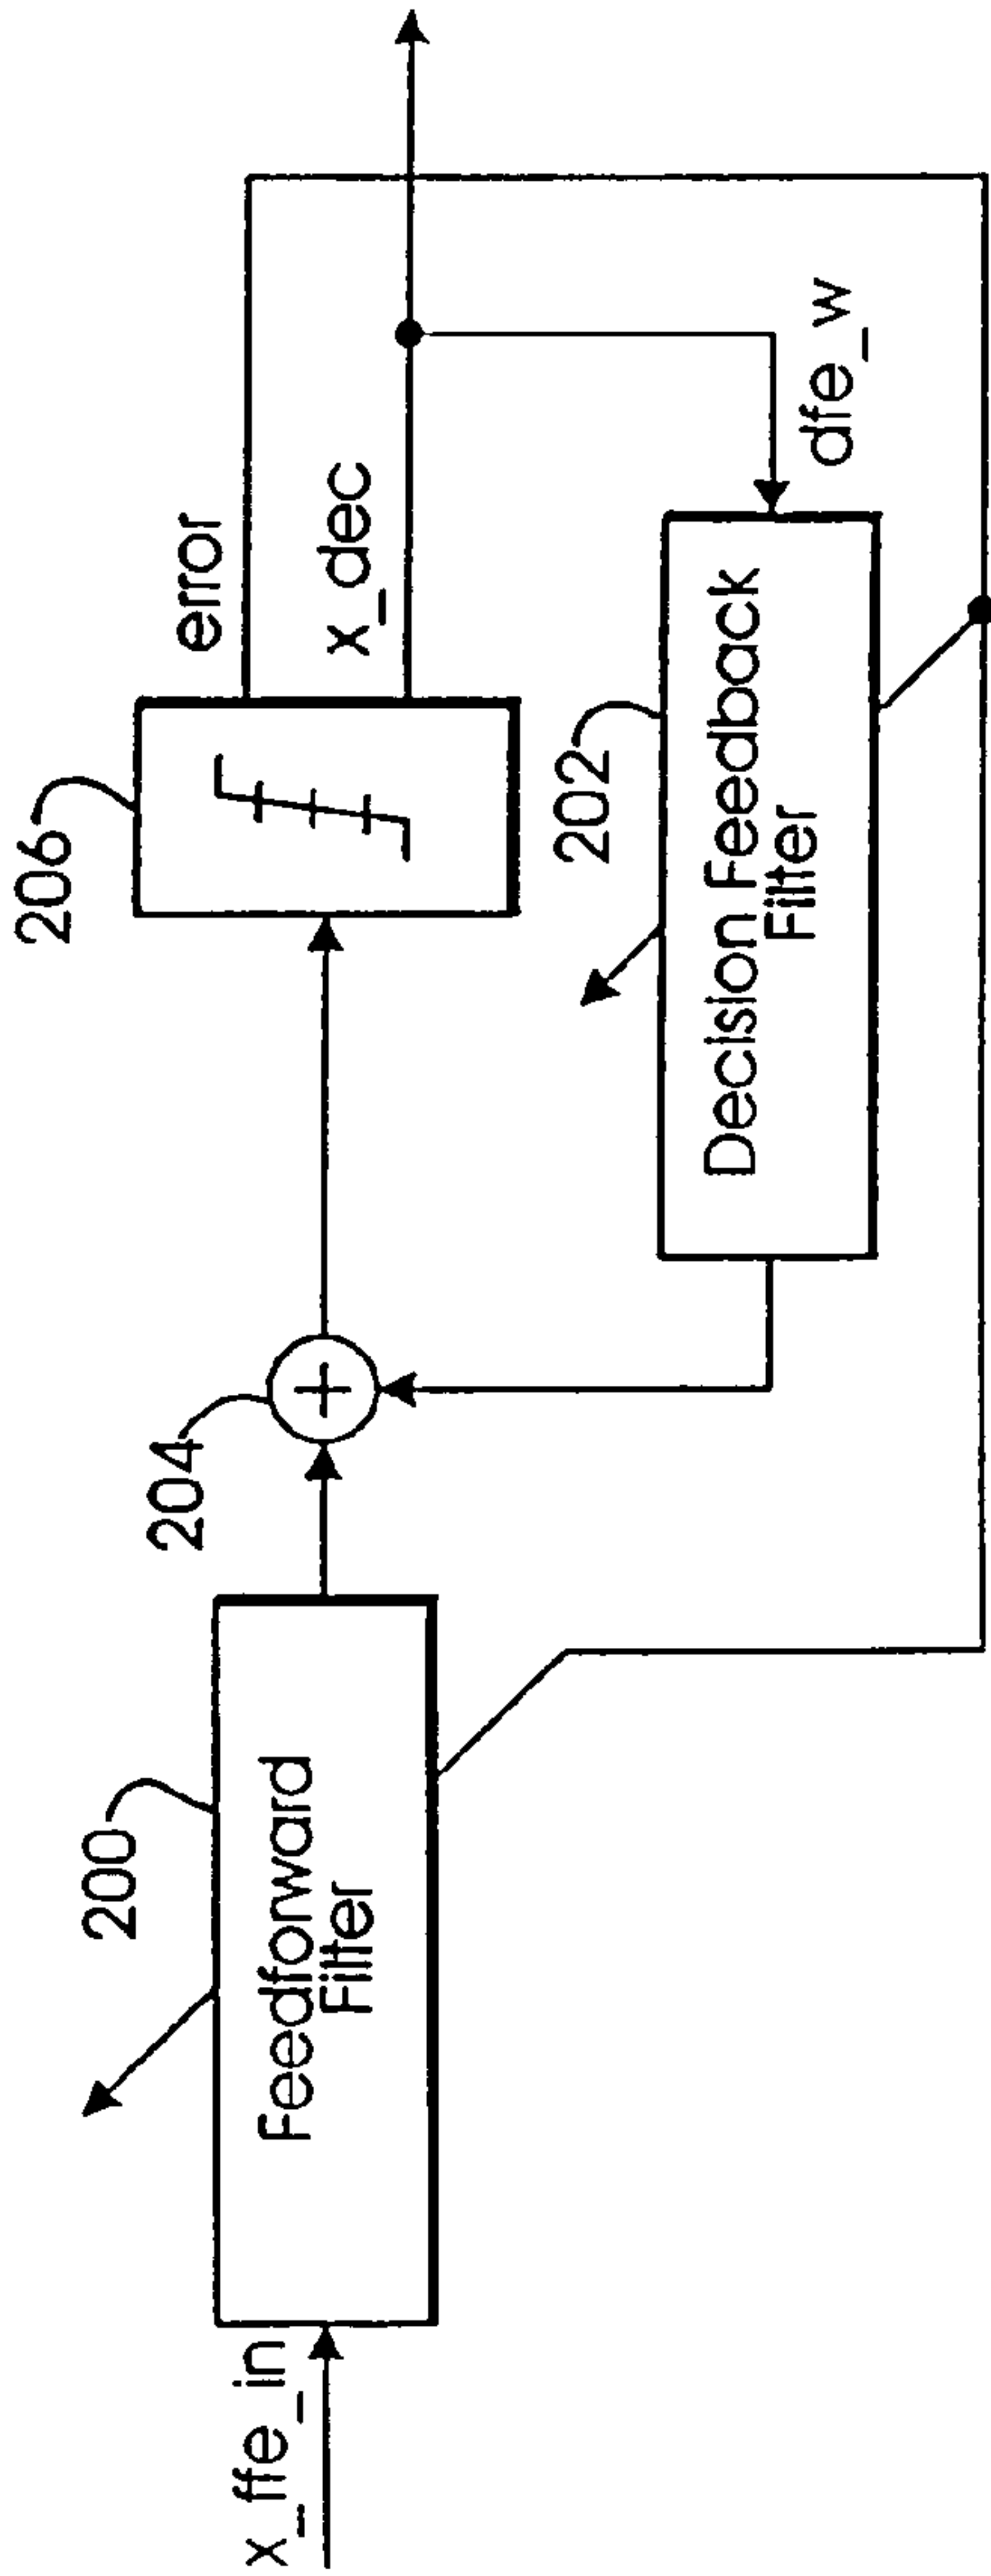 x_ffe_in
200
Feedforward
Filter
204
206
error
x_dec
202
Decision Feedback
Filter
dfe_w